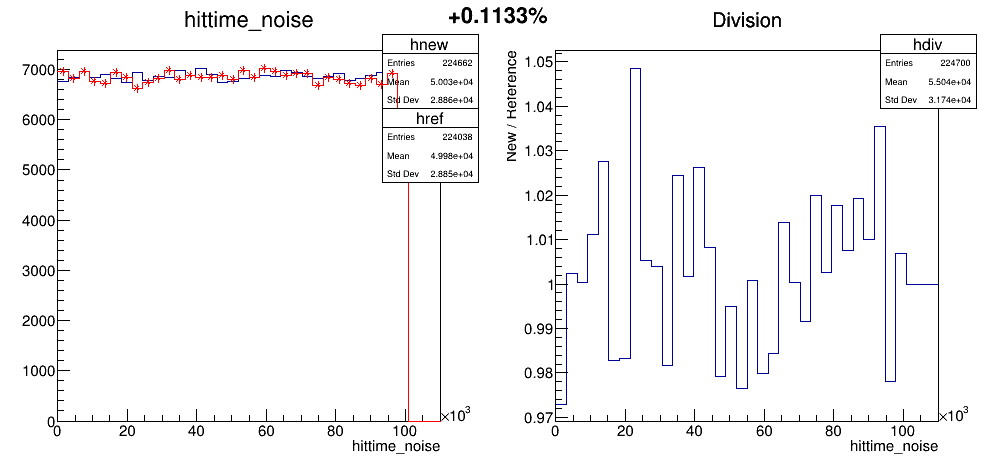 hittime_noise
+0.1133%
Division
hnew
Entries 224662
Mean 5.003e+04
Std Dev 2.886e+04
href
Entries 224038
Mean 4.998e+04
Std Dev 2.885e+04
7000
6000
5000
4000
3000
2000
1000
0
0 20 40 60 80 100
×10³
hittime_noise
hdiv
Entries 224700
Mean 5.504e+04
Std Dev 3.174e+04
New / Reference
1.05
1.04
1.03
1.02
1.01
1
0.99
0.98
0.97
0 20 40 60 80 100
×10³
hittime_noise